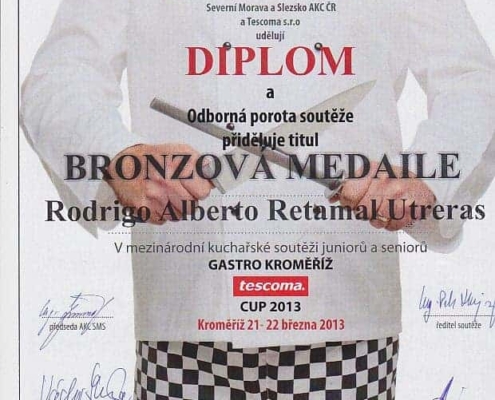 Severní Morava a Slezsko AKC ČR
a Tescoma s.r.o
udělují
DIPLOM
a
Odborná porota soutěže
přiděluje titul
BRONZOVÁ MEDAILE
Rodrigo Alberto Retamal Utreras
V mezinárodní kuchařské soutěži juniorů a seniorů
GASTRO KROMĚŘÍŽ
tescoma.
CUP 2013
Kroměříž 21- 22 března 2013
předseda AKC SMS
ředitel soutěže